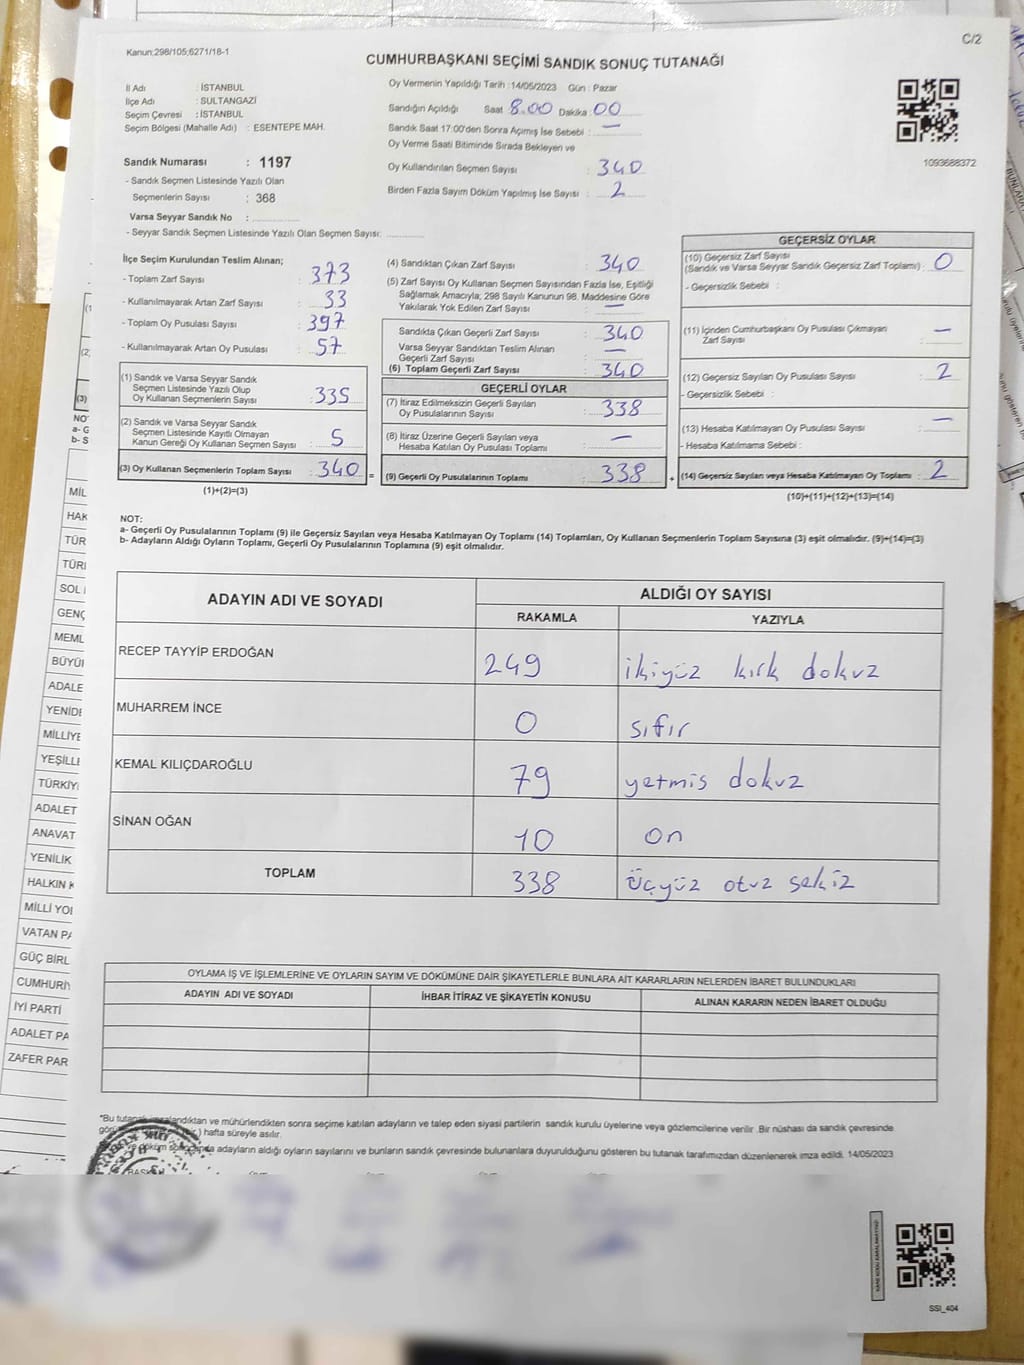 C/2
Kanun:298/105;6271/18-1
CUMHURBAŞKANI SEÇİMİ SANDIK SONUÇ TUTANAĞI
İl Adı : İSTANBUL
İlçe Adı : SULTANGAZİ
Seçim Çevresi : İSTANBUL
Seçim Bölgesi (Mahalle Adı) : ESENTEPE MAH.
Sandık Numarası : 1197
- Sandık Seçmen Listesinde Yazılı Olan
Seçmenlerin Sayısı : 368
Varsa Seyyar Sandık No :
- Seyyar Sandık Seçmen Listesinde Yazılı Olan Seçmen Sayısı:
Oy Vermenin Yapıldığı Tarih :14/05/2023 Gün : Pazar
Sandığın Açıldığı Saat 8.00 Dakika 00
Sandık Saat 17:00'den Sonra Açımış İse Sebebi : —
Oy Verme Saati Bitiminde Sırada Bekleyen ve
Oy Kullandırılan Seçmen Sayısı : 340
Birden Fazla Sayım Döküm Yapılmış İse Sayısı : 2
1093688372
İlçe Seçim Kurulundan Teslim Alınan;
- Toplam Zarf Sayısı : 373
- Kullanılmayarak Artan Zarf Sayısı : 33
- Toplam Oy Pusulası Sayısı : 397
- Kullanılmayarak Artan Oy Pusulası : 57
(1) Sandık ve Varsa Seyyar Sandık
Seçmen Listesinde Yazılı Olup
Oy Kullanan Seçmenlerin Sayısı : 335
(2) Sandık ve Varsa Seyyar Sandık
Seçmen Listesinde Kayıtlı Olmayan
Kanun Gereği Oy Kullanan Seçmen Sayısı : 5
(3) Oy Kullanan Seçmenlerin Toplam Sayısı : 340 =
(1)+(2)=(3)
(4) Sandıktan Çıkan Zarf Sayısı : 340
(5) Zarf Sayısı Oy Kullanan Seçmen Sayısından Fazla İse, Eşitliği
Sağlamak Amacıyla; 298 Sayılı Kanunun 98. Maddesine Göre
Yakılarak Yok Edilen Zarf Sayısı : —
Sandıkta Çıkan Geçerli Zarf Sayısı : 340
Varsa Seyyar Sandıktan Teslim Alınan
Geçerli Zarf Sayısı : —
(6) Toplam Geçerli Zarf Sayısı : 340
GEÇERLİ OYLAR
(7) İtiraz Edilmeksizin Geçerli Sayılan
Oy Pusulalarının Sayısı : 338
(8) İtiraz Üzerine Geçerli Sayılan veya
Hesaba Katılan Oy Pusulası Toplamı : —
(9) Geçerli Oy Pusulalarının Toplamı : 338 +
GEÇERSİZ OYLAR
(10) Geçersiz Zarf Sayısı
(Sandık ve Varsa Seyyar Sandık Geçersiz Zarf Toplamı) : 0
- Geçersizlik Sebebi :
(11) İçinden Cumhurbaşkanı Oy Pusulası Çıkmayan
Zarf Sayısı : —
(12) Geçersiz Sayılan Oy Pusulası Sayısı : 2
- Geçersizlik Sebebi :
(13) Hesaba Katılmayan Oy Pusulası Sayısı : —
- Hesaba Katılmama Sebebi :
(14) Geçersiz Sayılan veya Hesaba Katılmayan Oy Toplamı : 2
(10)+(11)+(12)+(13)=(14)
NOT:
a- Geçerli Oy Pusulalarının Toplamı (9) ile Geçersiz Sayılan veya Hesaba Katılmayan Oy Toplamı (14) Toplamları, Oy Kullanan Seçmenlerin Toplam Sayısına (3) eşit olmalıdır. (9)+(14)=(3)
b- Adayların Aldığı Oyların Toplamı, Geçerli Oy Pusulalarının Toplamına (9) eşit olmalıdır.
ADAYIN ADI VE SOYADI ALDIĞI OY SAYISI
RAKAMLA YAZIYLA
RECEP TAYYİP ERDOĞAN 249 ikiyüz kırk dokuz
MUHARREM İNCE 0 sıfır
KEMAL KILIÇDAROĞLU 79 yetmis dokuz
SİNAN OĞAN 10 on
TOPLAM 338 üçyüz otuz sekiz
OYLAMA İŞ VE İŞLEMLERİNE VE OYLARIN SAYIM VE DÖKÜMÜNE DAİR ŞİKAYETLERLE BUNLARA AİT KARARLARIN NELERDEN İBARET BULUNDUKLARI
ADAYIN ADI VE SOYADI İHBAR İTİRAZ VE ŞİKAYETİN KONUSU ALINAN KARARIN NEDEN İBARET OLDUĞU
*Bu tutanak imzalandıktan ve mühürlendikten sonra seçime katılan adayların ve talep eden siyasi partilerin sandık kurulu üyelerine veya gözlemcilerine verilir .Bir nüshası da sandık çevresinde
) hafta süreyle asılır.
adayların aldığı oyların sayılarını ve bunların sandık çevresinde bulunanlara duyurulduğunu gösteren bu tutanak tarafımızdan düzenlenerek imza edildi. 14/05/2023
BAŞKAN
SSI_404
MİL
HAK
TÜR
TÜRI
SOL
GENÇ
MEML
BÜYÜI
ADALE
YENİDE
MİLLİYE
YEŞİLLE
TÜRKİYİ
ADALET
ANAVAT
YENİLİK
HALKIN
MİLLİ YOL
VATAN PA
GÜÇ BİRL
CUMHURİY
İYİ PARTİ
ADALET PA
ZAFER PAR